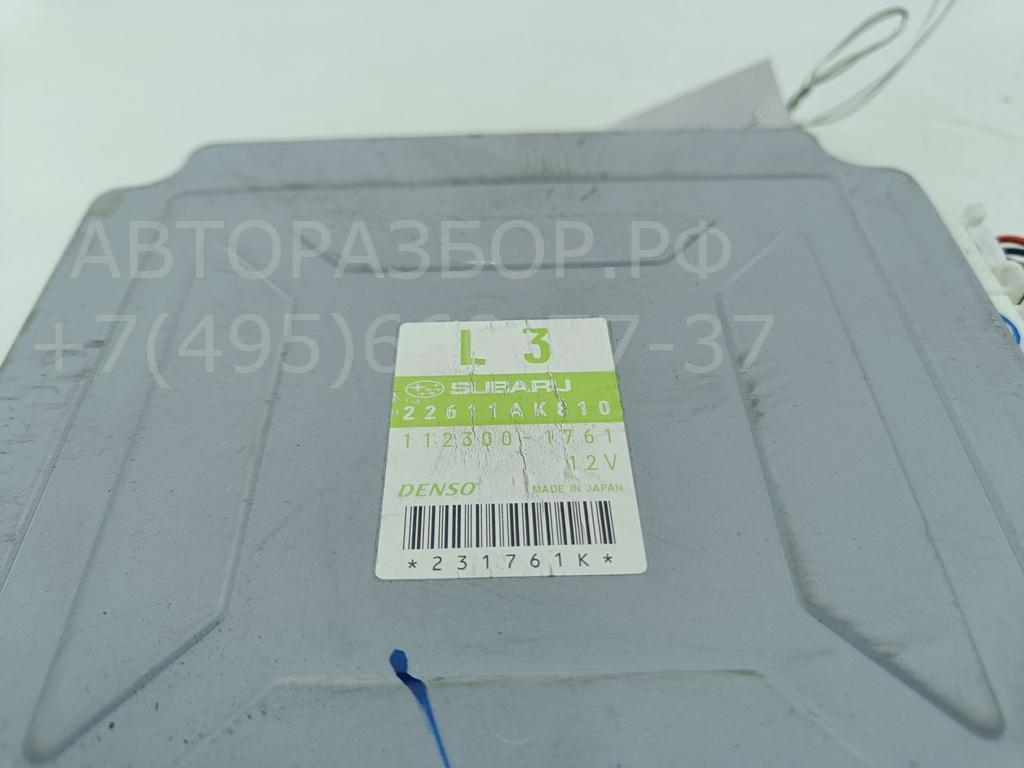 АВТОРАЗБОР.РФ
L 3
SUBARU
22611AK810
112300-1761
12V
DENSO MADE IN JAPAN
*231761K*